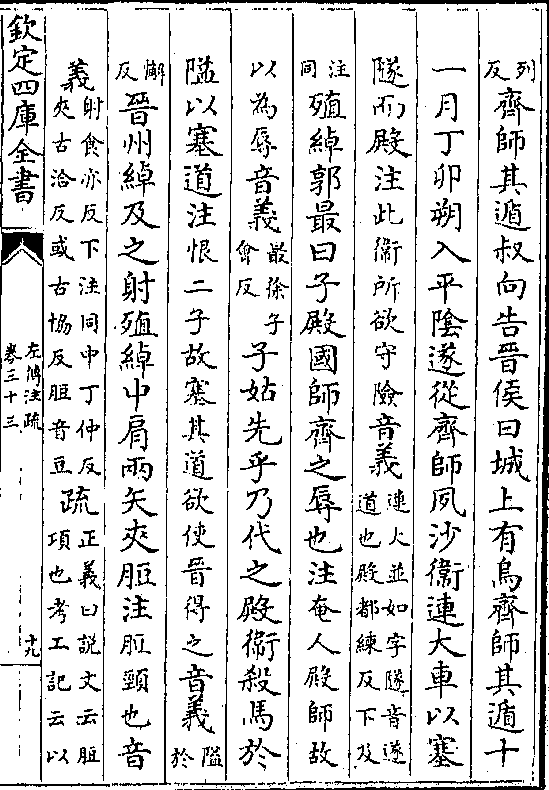 列反齊師其遁叔向告晉侯曰城上有烏齊師其遁十
一月丁卯朔入平陰遂從齊師夙沙衞連大車以塞
隧而殿注此衞所欲守險音義連大並如字隧音遂道也殿都練反下及
注同殖綽郭最曰子殿國師齊之辱也注奄人殿師故
以為辱音義最徐子㑹反子姑先乎乃代之殿衞殺馬於
隘以塞道注恨二子故塞其道欲使晉得之音義隘於
懈反晉州綽及之射殖綽中肩兩矢夾脰注脰頸也音
義射食亦反下注同中丁仲反夾古洽反或古協反脰音豆疏正義曰説文云脰項也考工記云以
欽定四庫全書
左傳注疏
卷三十三
十九